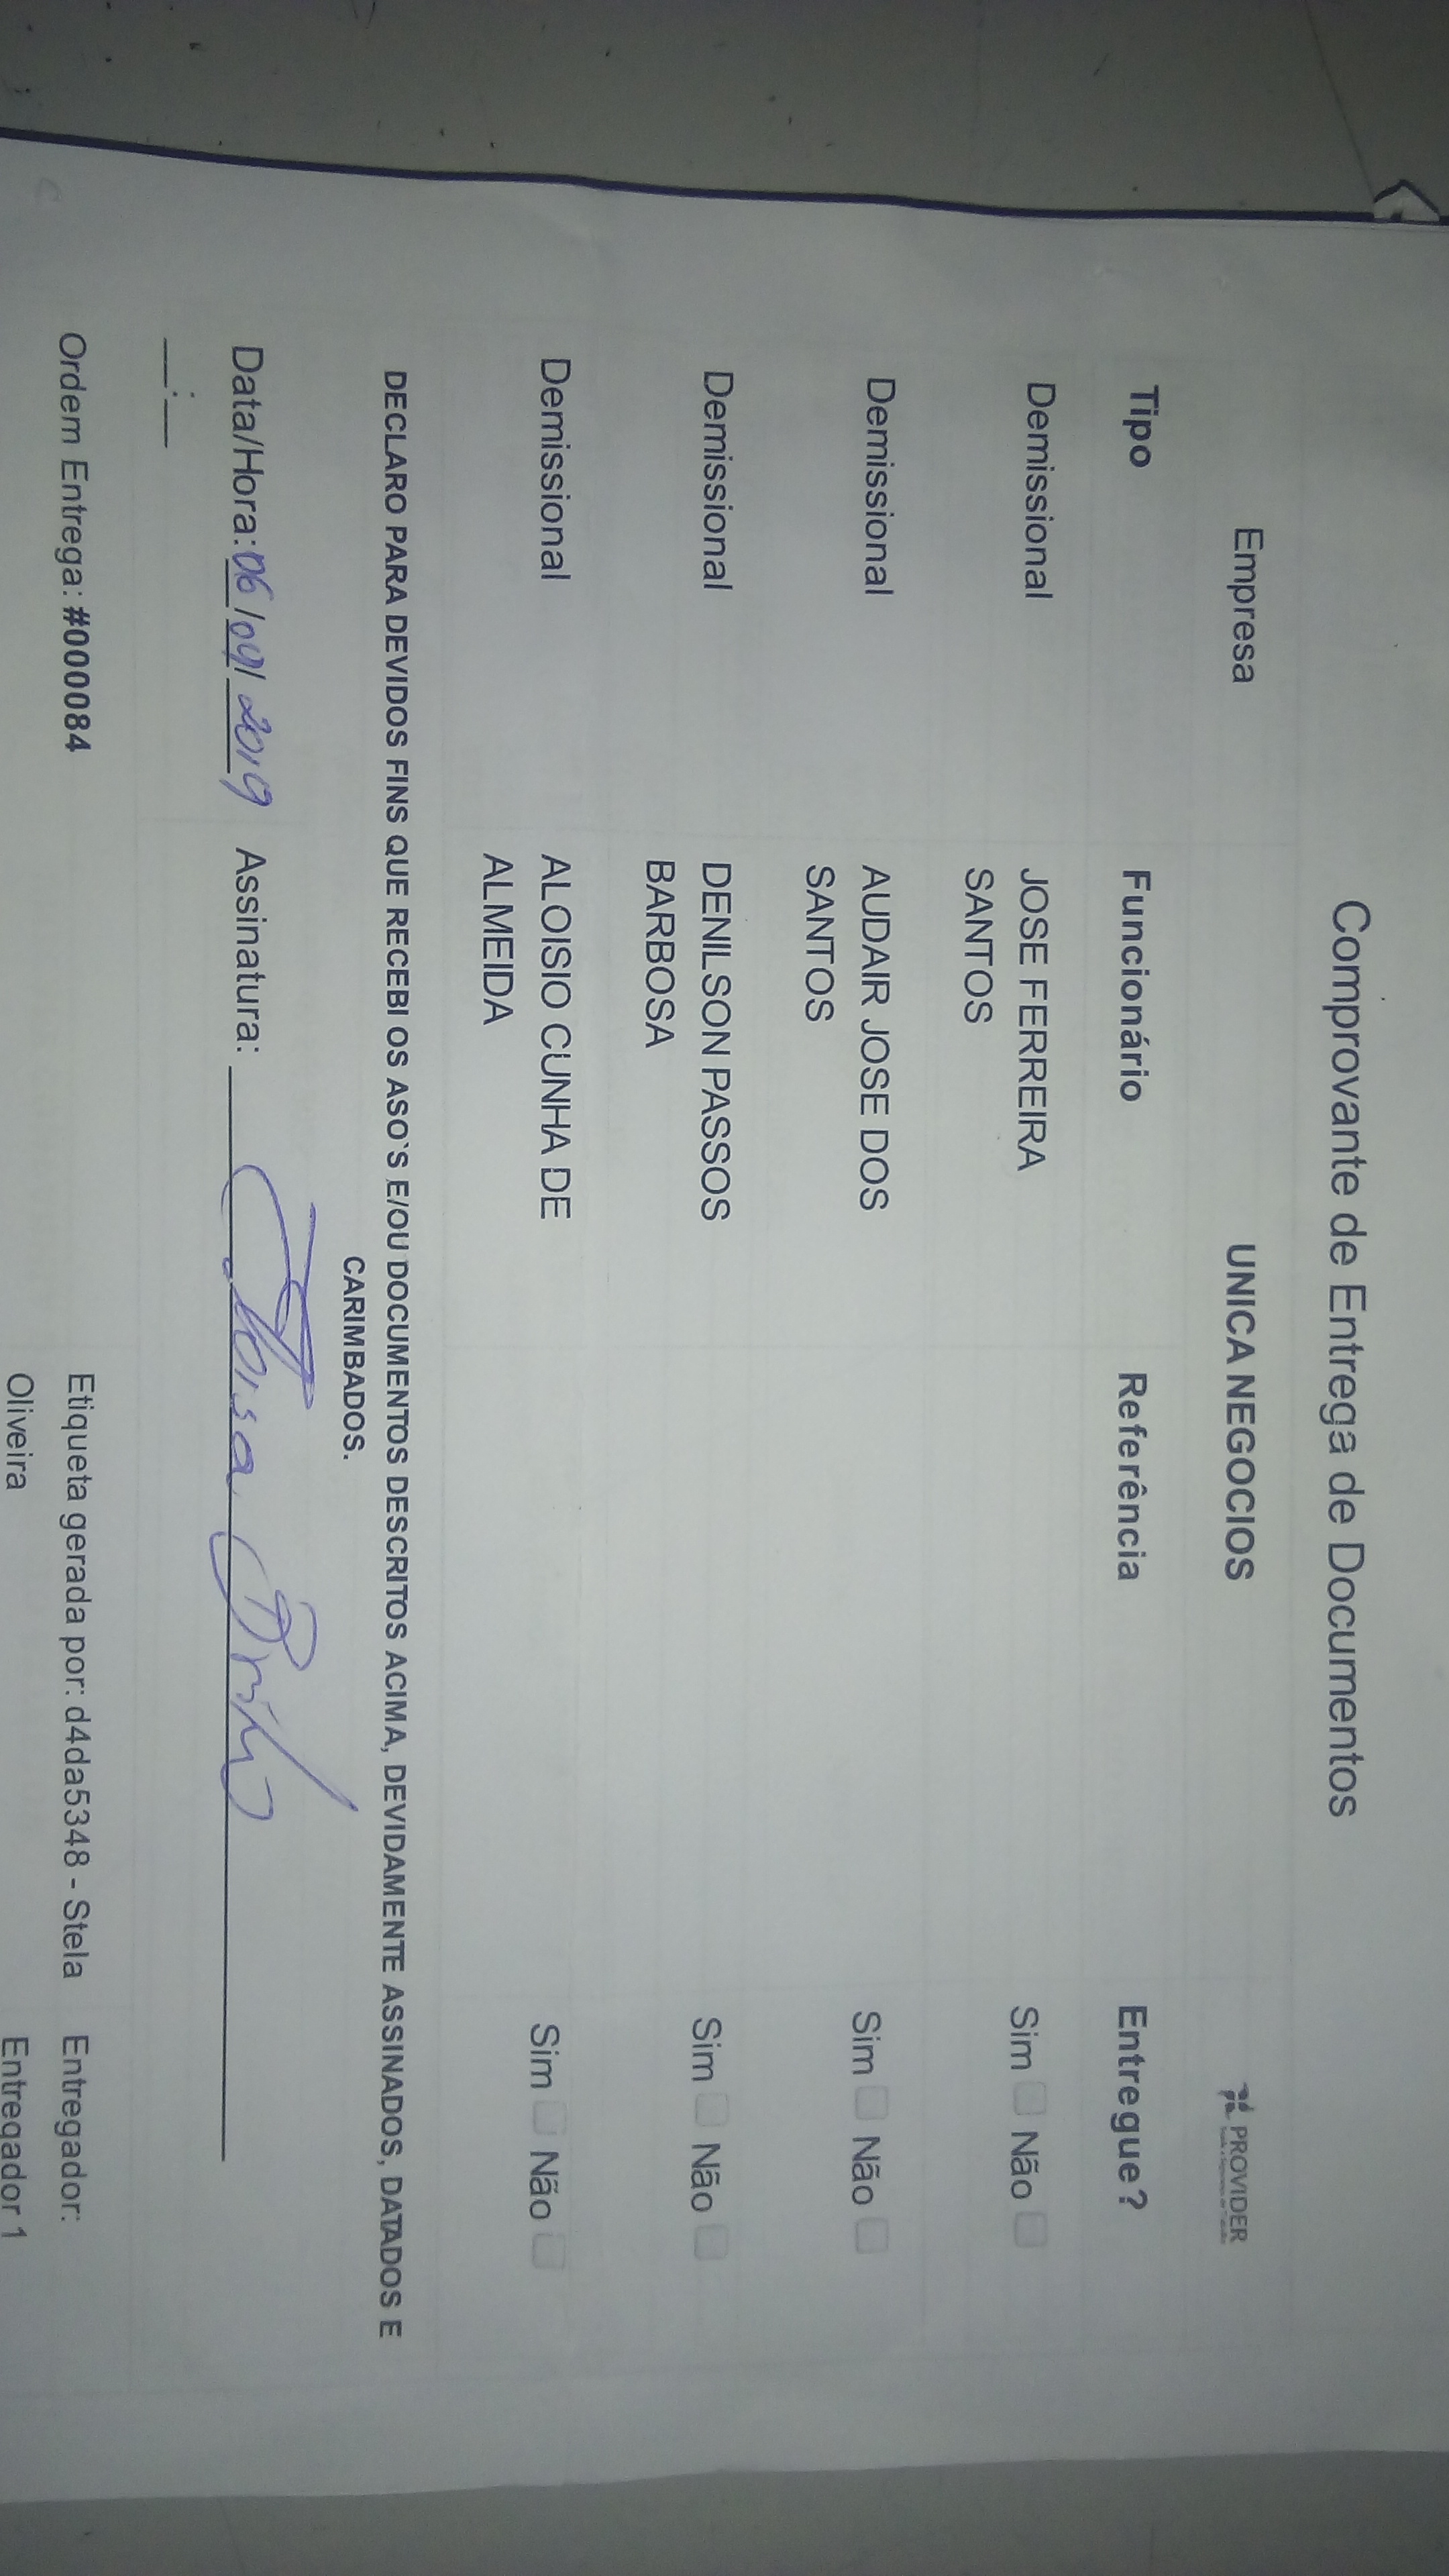 Comprovante de Entrega de Documentos
Empresa UNICA NEGOCIOS PROVIDER
Tipo Funcionário Referência Entregue?
Demissional JOSE FERREIRA Sim Não
SANTOS
Demissional AUDAIR JOSE DOS Sim Não
SANTOS
Demissional DENILSON PASSOS Sim Não
BARBOSA
Demissional ALOISIO CUNHA DE Sim Não
ALMEIDA
DECLARO PARA DEVIDOS FINS QUE RECEBI OS ASO`S E/OU DOCUMENTOS DESCRITOS ACIMA, DEVIDAMENTE ASSINADOS, DATADOS E
CARIMBADOS.
Data/Hora: 06/09/2019 Assinatura:
__:__
Ordem Entrega: #000084 Etiqueta gerada por: d4da5348 - Stela Entregador:
Oliveira Entregador 1